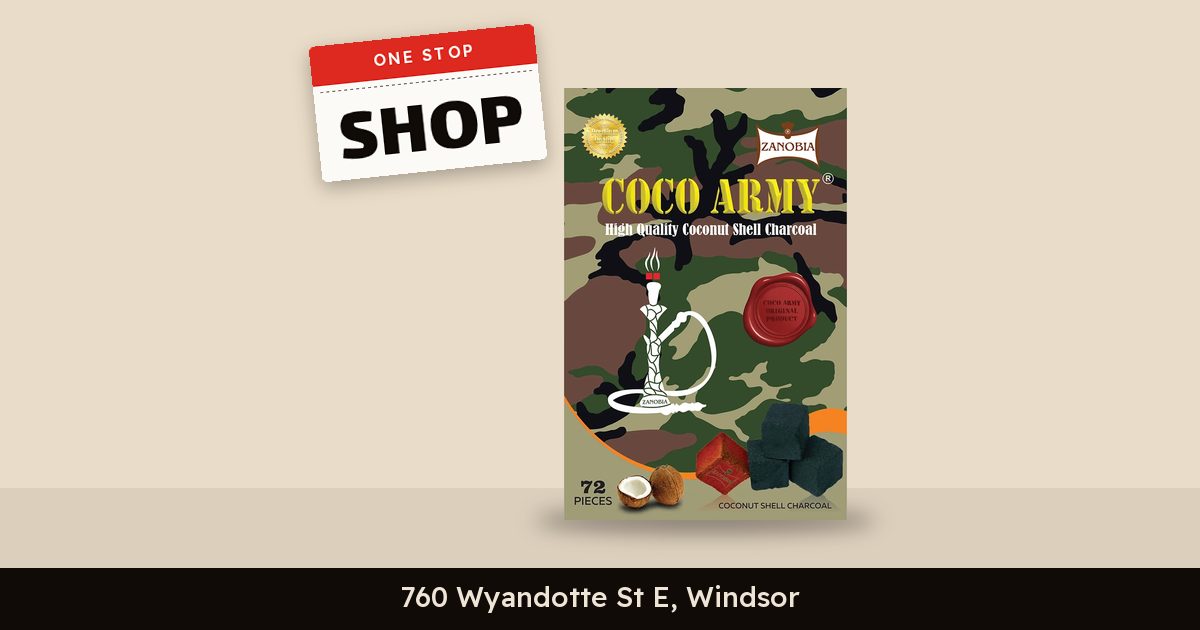 ONE STOP
SHOP
ZANOBIA
COCO ARMY®
High Quality Coconut Shell Charcoal
COCO ARMY
ORIGINAL
PRODUCT
ZANOBIA
72
PIECES
COCONUT SHELL CHARCOAL
760 Wyandotte St E, Windsor